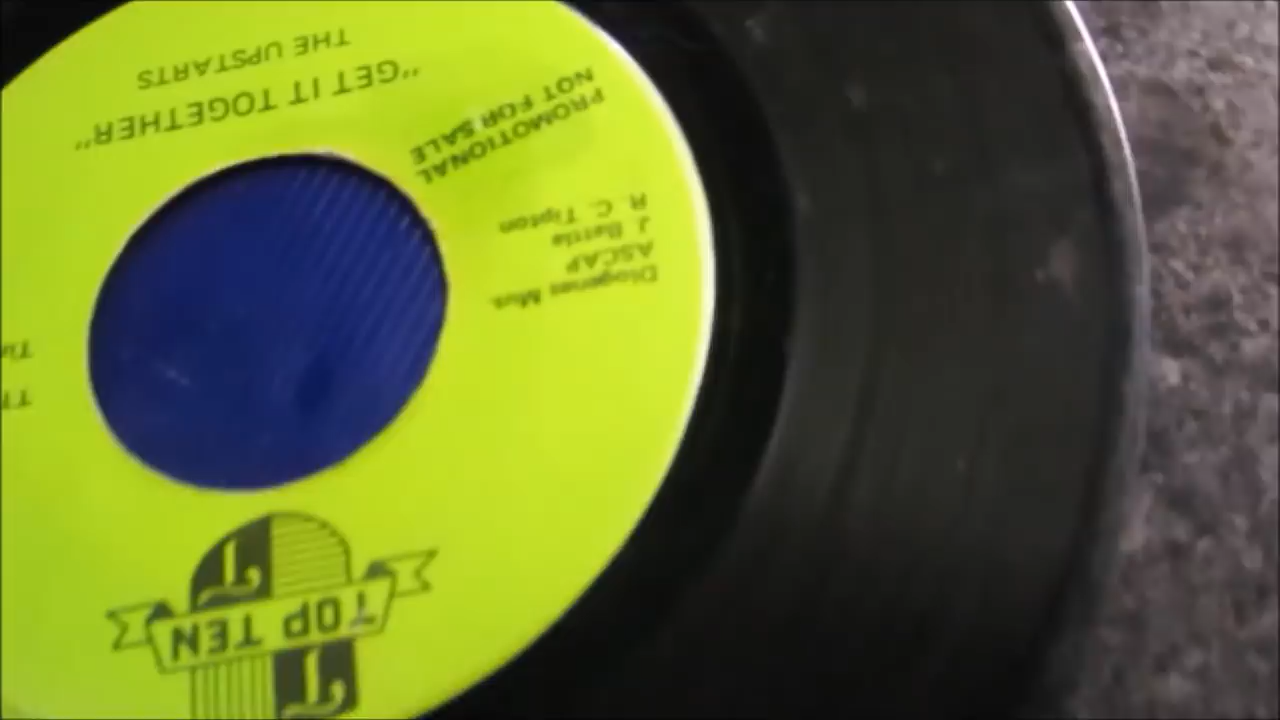 T
TOP TEN
T
Diogenes Mus.
ASCAP
J. Battle
R. C. Tipton
PROMOTIONAL
NOT FOR SALE
"GET IT TOGETHER"
THE UPSTARTS